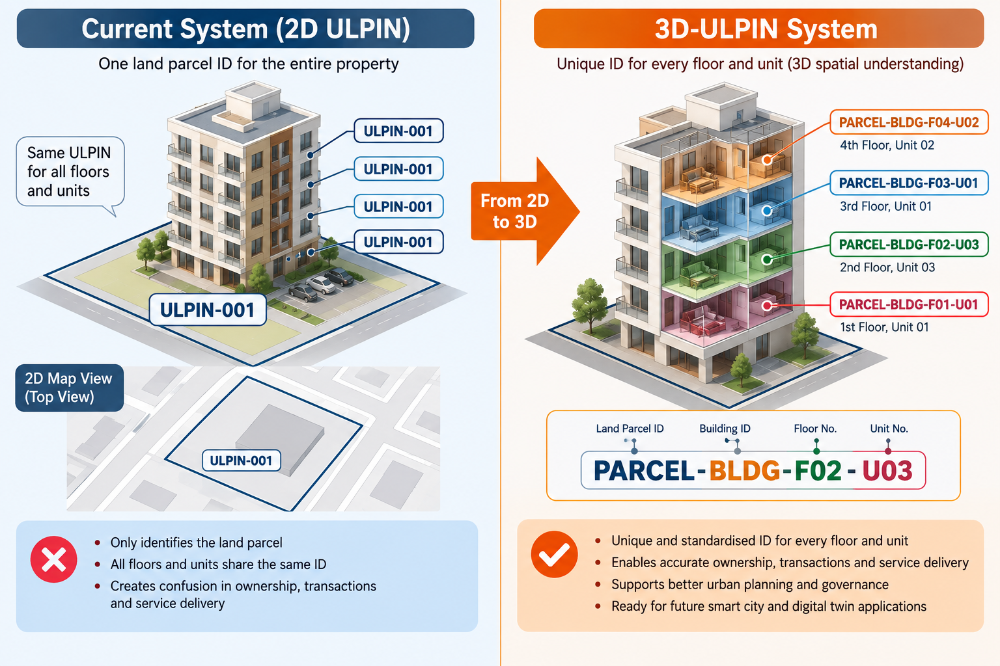 Current System (2D ULPIN)
One land parcel ID for the entire property
Same ULPIN
for all floors
and units
ULPIN-001
ULPIN-001
ULPIN-001
ULPIN-001
ULPIN-001
2D Map View
(Top View)
ULPIN-001
Only identifies the land parcel
All floors and units share the same ID
Creates confusion in ownership, transactions
and service delivery
From 2D
to 3D
3D-ULPIN System
Unique ID for every floor and unit (3D spatial understanding)
PARCEL-BLDG-F04-U02
4th Floor, Unit 02
PARCEL-BLDG-F03-U01
3rd Floor, Unit 01
PARCEL-BLDG-F02-U03
2nd Floor, Unit 03
PARCEL-BLDG-F01-U01
1st Floor, Unit 01
Land Parcel ID
Building ID
Floor No.
Unit No.
PARCEL-BLDG-F02 - U03
Unique and standardised ID for every floor and unit
Enables accurate ownership, transactions and service delivery
Supports better urban planning and governance
Ready for future smart city and digital twin applications